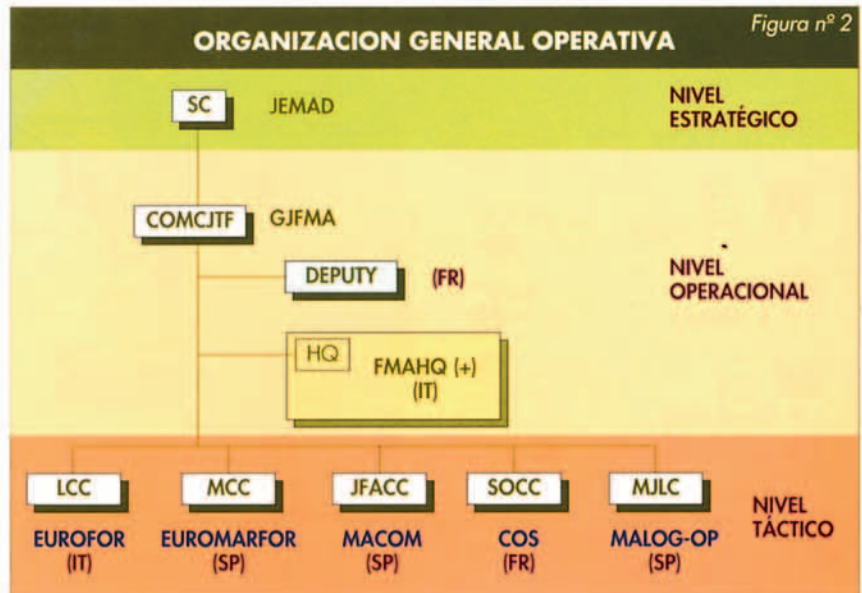 Figura nº 2
ORGANIZACION GENERAL OPERATIVA
SC JEMAD NIVEL
ESTRATÉGICO
COMCJTF GJFMA
DEPUTY (FR) NIVEL
OPERACIONAL
HQ
FMAHQ (+)
(IT)
LCC MCC JFACC SOCC MJLC
NIVEL
TÁCTICO
EUROFOR EUROMARFOR MACOM COS MALOG-OP
(IT) (SP) (SP) (FR) (SP)